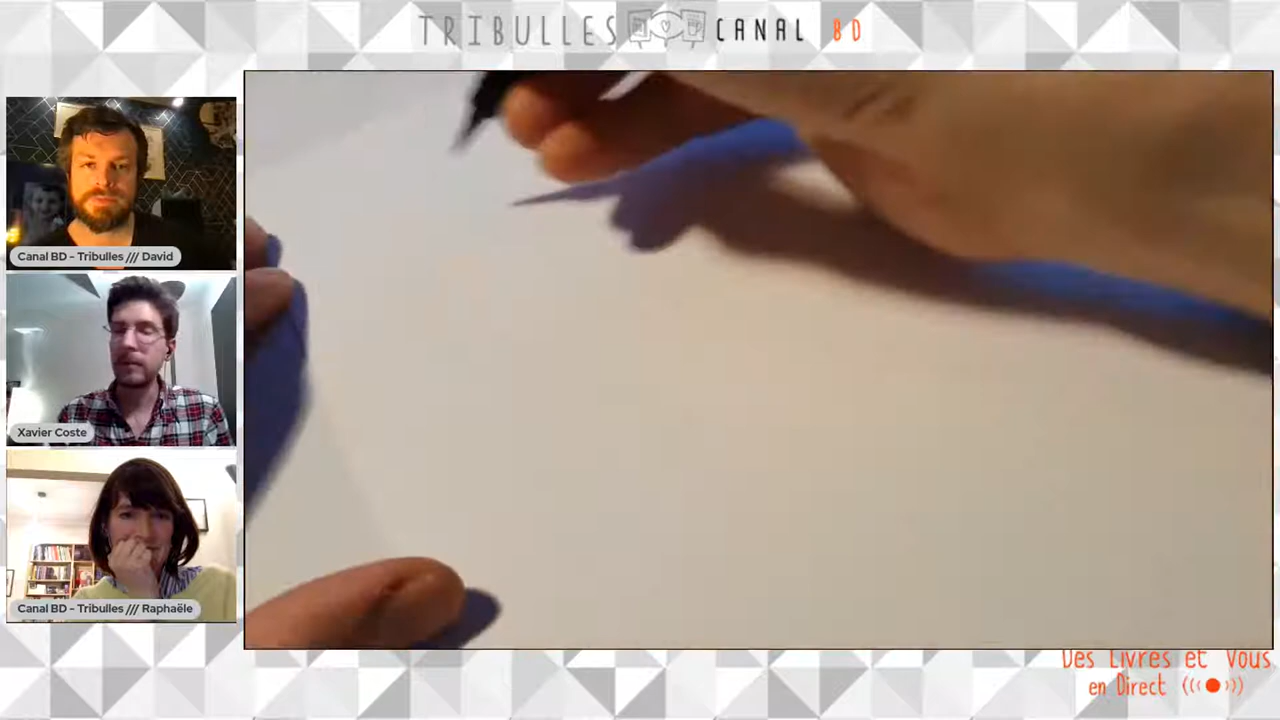 TRIBULLES CANAL BD
Canal BD - Tribulles /// David
Xavier Coste
Canal BD - Tribulles /// Raphaële
Des Livres et Vous
en Direct